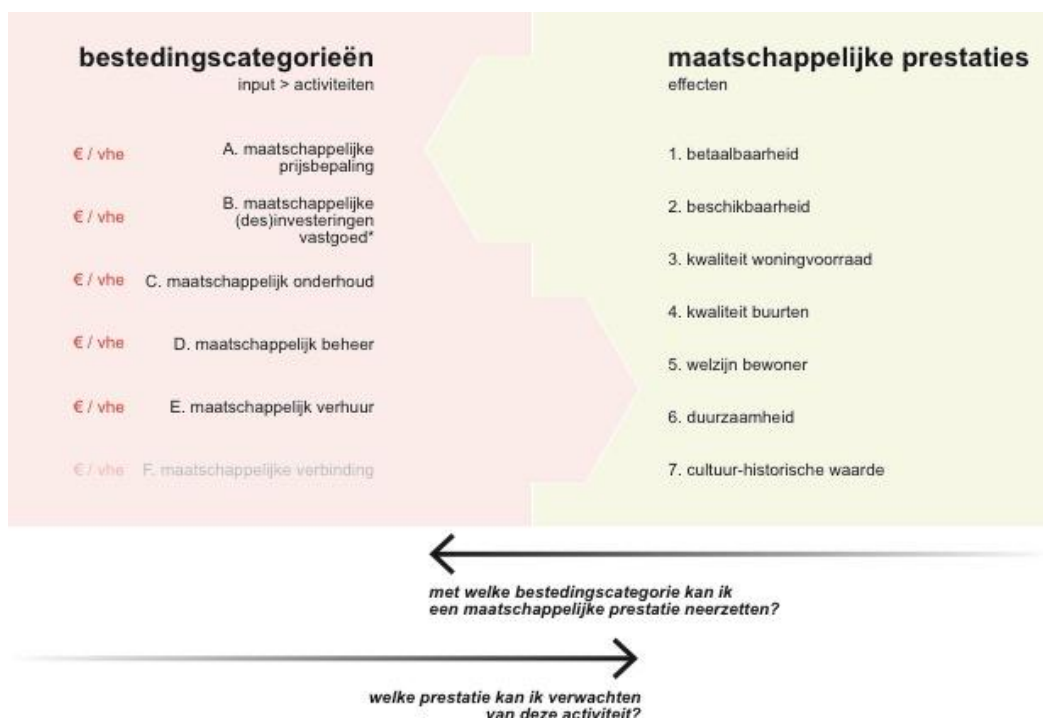 bestedingscategorieën
input > activiteiten
€ / vhe A. maatschappelijke
prijsbepaling
€ / vhe B. maatschappelijke
(des)investeringen
vastgoed*
€ / vhe C. maatschappelijk onderhoud
€ / vhe D. maatschappelijk beheer
€ / vhe E. maatschappelijk verhuur
€ / vhe F. maatschappelijke verbinding
maatschappelijke prestaties
effecten
1. betaalbaarheid
2. beschikbaarheid
3. kwaliteit woningvoorraad
4. kwaliteit buurten
5. welzijn bewoner
6. duurzaamheid
7. cultuur-historische waarde
met welke bestedingscategorie kan ik
een maatschappelijke prestatie neerzetten?
welke prestatie kan ik verwachten
van deze activiteit?